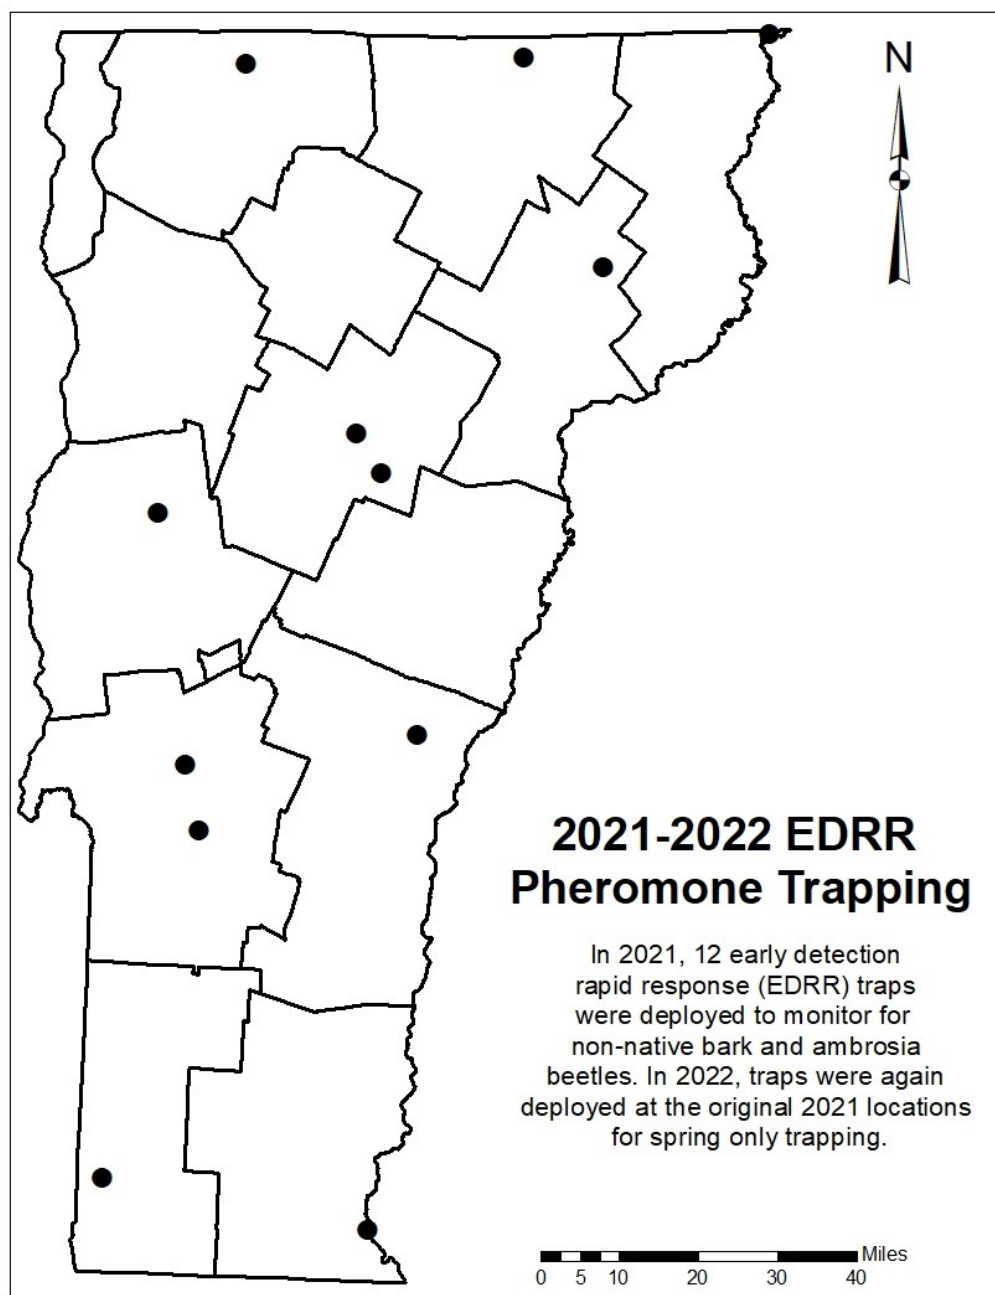 N
2021-2022 EDRR
Pheromone Trapping
In 2021, 12 early detection
rapid response (EDRR) traps
were deployed to monitor for
non-native bark and ambrosia
beetles. In 2022, traps were again
deployed at the original 2021 locations
for spring only trapping.
Miles
0 5 10 20 30 40